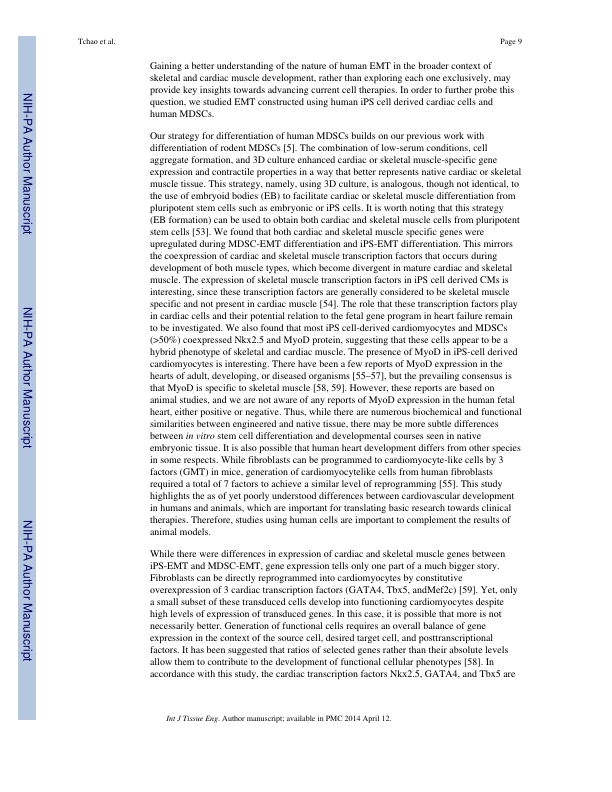 Tchao et al.
Page 9
NIH-PA Author Manuscript
NIH-PA Author Manuscript
NIH-PA Author Manuscript
Gaining a better understanding of the nature of human EMT in the broader context of
skeletal and cardiac muscle development, rather than exploring each one exclusively, may
provide key insights towards advancing current cell therapies. In order to further probe this
question, we studied EMT constructed using human iPS cell derived cardiac cells and
human MDSCs.
Our strategy for differentiation of human MDSCs builds on our previous work with
differentiation of rodent MDSCs [5]. The combination of low-serum conditions, cell
aggregate formation, and 3D culture enhanced cardiac or skeletal muscle-specific gene
expression and contractile properties in a way that better represents native cardiac or skeletal
muscle tissue. This strategy, namely, using 3D culture, is analogous, though not identical, to
the use of embryoid bodies (EB) to facilitate cardiac or skeletal muscle differentiation from
pluripotent stem cells such as embryonic or iPS cells. It is worth noting that this strategy
(EB formation) can be used to obtain both cardiac and skeletal muscle cells from pluripotent
stem cells [53]. We found that both cardiac and skeletal muscle specific genes were
upregulated during MDSC-EMT differentiation and iPS-EMT differentiation. This mirrors
the coexpression of cardiac and skeletal muscle transcription factors that occurs during
development of both muscle types, which become divergent in mature cardiac and skeletal
muscle. The expression of skeletal muscle transcription factors in iPS cell derived CMs is
interesting, since these transcription factors are generally considered to be skeletal muscle
specific and not present in cardiac muscle [54]. The role that these transcription factors play
in cardiac cells and their potential relation to the fetal gene program in heart failure remain
to be investigated. We also found that most iPS cell-derived cardiomyocytes and MDSCs
(>50%) coexpressed Nkx2.5 and MyoD protein, suggesting that these cells appear to be a
hybrid phenotype of skeletal and cardiac muscle. The presence of MyoD in iPS-cell derived
cardiomyocytes is interesting. There have been a few reports of MyoD expression in the
hearts of adult, developing, or diseased organisms [55–57], but the prevailing consensus is
that MyoD is specific to skeletal muscle [58, 59]. However, these reports are based on
animal studies, and we are not aware of any reports of MyoD expression in the human fetal
heart, either positive or negative. Thus, while there are numerous biochemical and functional
similarities between engineered and native tissue, there may be more subtle differences
between in vitro stem cell differentiation and developmental courses seen in native
embryonic tissue. It is also possible that human heart development differs from other species
in some respects. While fibroblasts can be programmed to cardiomyocyte-like cells by 3
factors (GMT) in mice, generation of cardiomyocytelike cells from human fibroblasts
required a total of 7 factors to achieve a similar level of reprogramming [55]. This study
highlights the as of yet poorly understood differences between cardiovascular development
in humans and animals, which are important for translating basic research towards clinical
therapies. Therefore, studies using human cells are important to complement the results of
animal models.
While there were differences in expression of cardiac and skeletal muscle genes between
iPS-EMT and MDSC-EMT, gene expression tells only one part of a much bigger story.
Fibroblasts can be directly reprogrammed into cardiomyocytes by constitutive
overexpression of 3 cardiac transcription factors (GATA4, Tbx5, andMef2c) [59]. Yet, only
a small subset of these transduced cells develop into functioning cardiomyocytes despite
high levels of expression of transduced genes. In this case, it is possible that more is not
necessarily better. Generation of functional cells requires an overall balance of gene
expression in the context of the source cell, desired target cell, and posttranscriptional
factors. It has been suggested that ratios of selected genes rather than their absolute levels
allow them to contribute to the development of functional cellular phenotypes [58]. In
accordance with this study, the cardiac transcription factors Nkx2.5, GATA4, and Tbx5 are
Int J Tissue Eng. Author manuscript; available in PMC 2014 April 12.